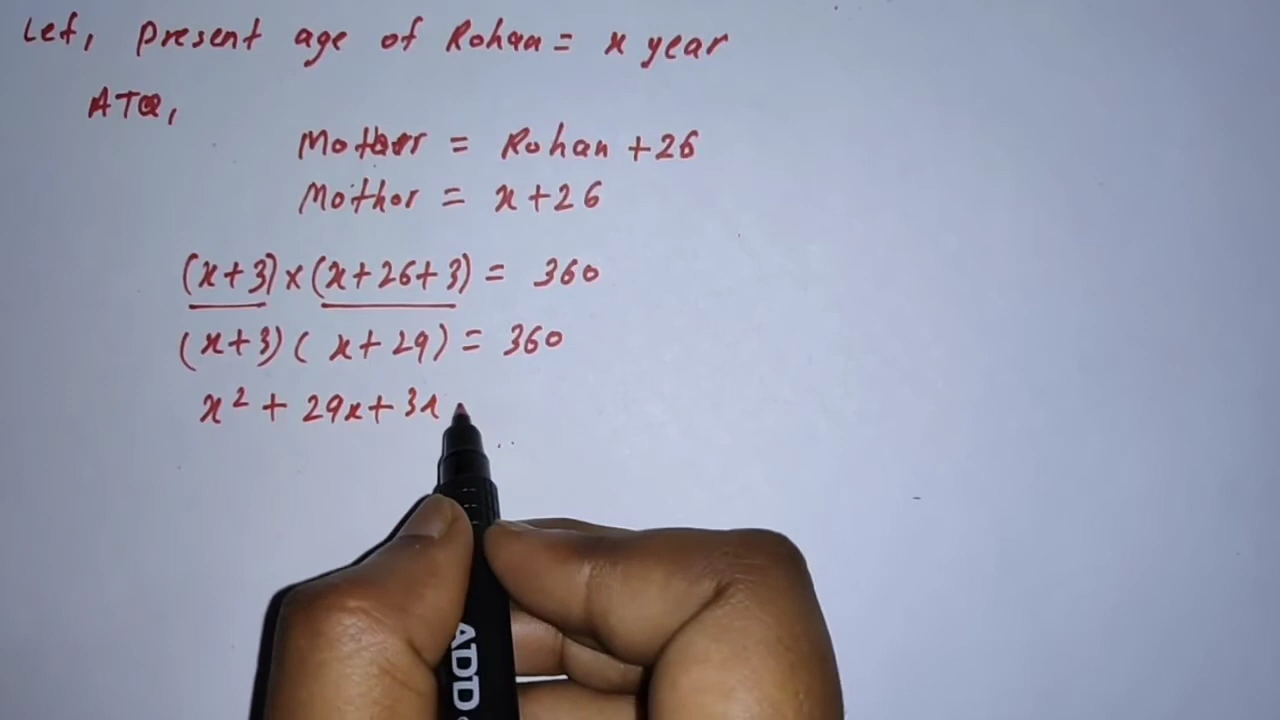 Let, present age of Rohan = x year
ATQ,
Mother = Rohan + 26
Mother = x + 26
(x + 3) × (x + 26 + 3) = 360
(x + 3) ( x + 29) = 360
x² + 29x + 3x
ADD